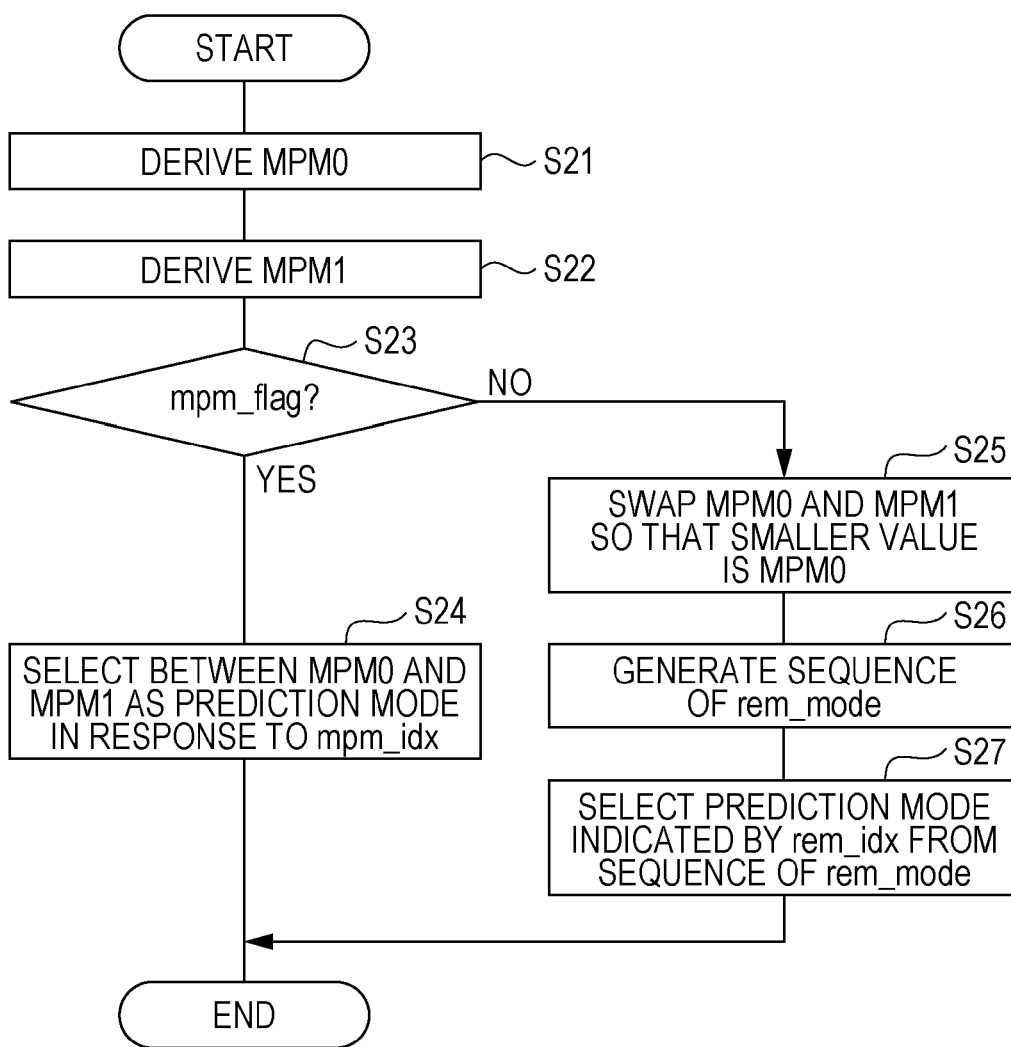 START
DERIVE MPM0
S21
DERIVE MPM1
S22
S23
mpm_flag?
NO
YES
S25
SWAP MPM0 AND MPM1
SO THAT SMALLER VALUE
IS MPM0
S24
SELECT BETWEEN MPM0 AND
MPM1 AS PREDICTION MODE
IN RESPONSE TO mpm_idx
S26
GENERATE SEQUENCE
OF rem_mode
S27
SELECT PREDICTION MODE
INDICATED BY rem_idx FROM
SEQUENCE OF rem_mode
END